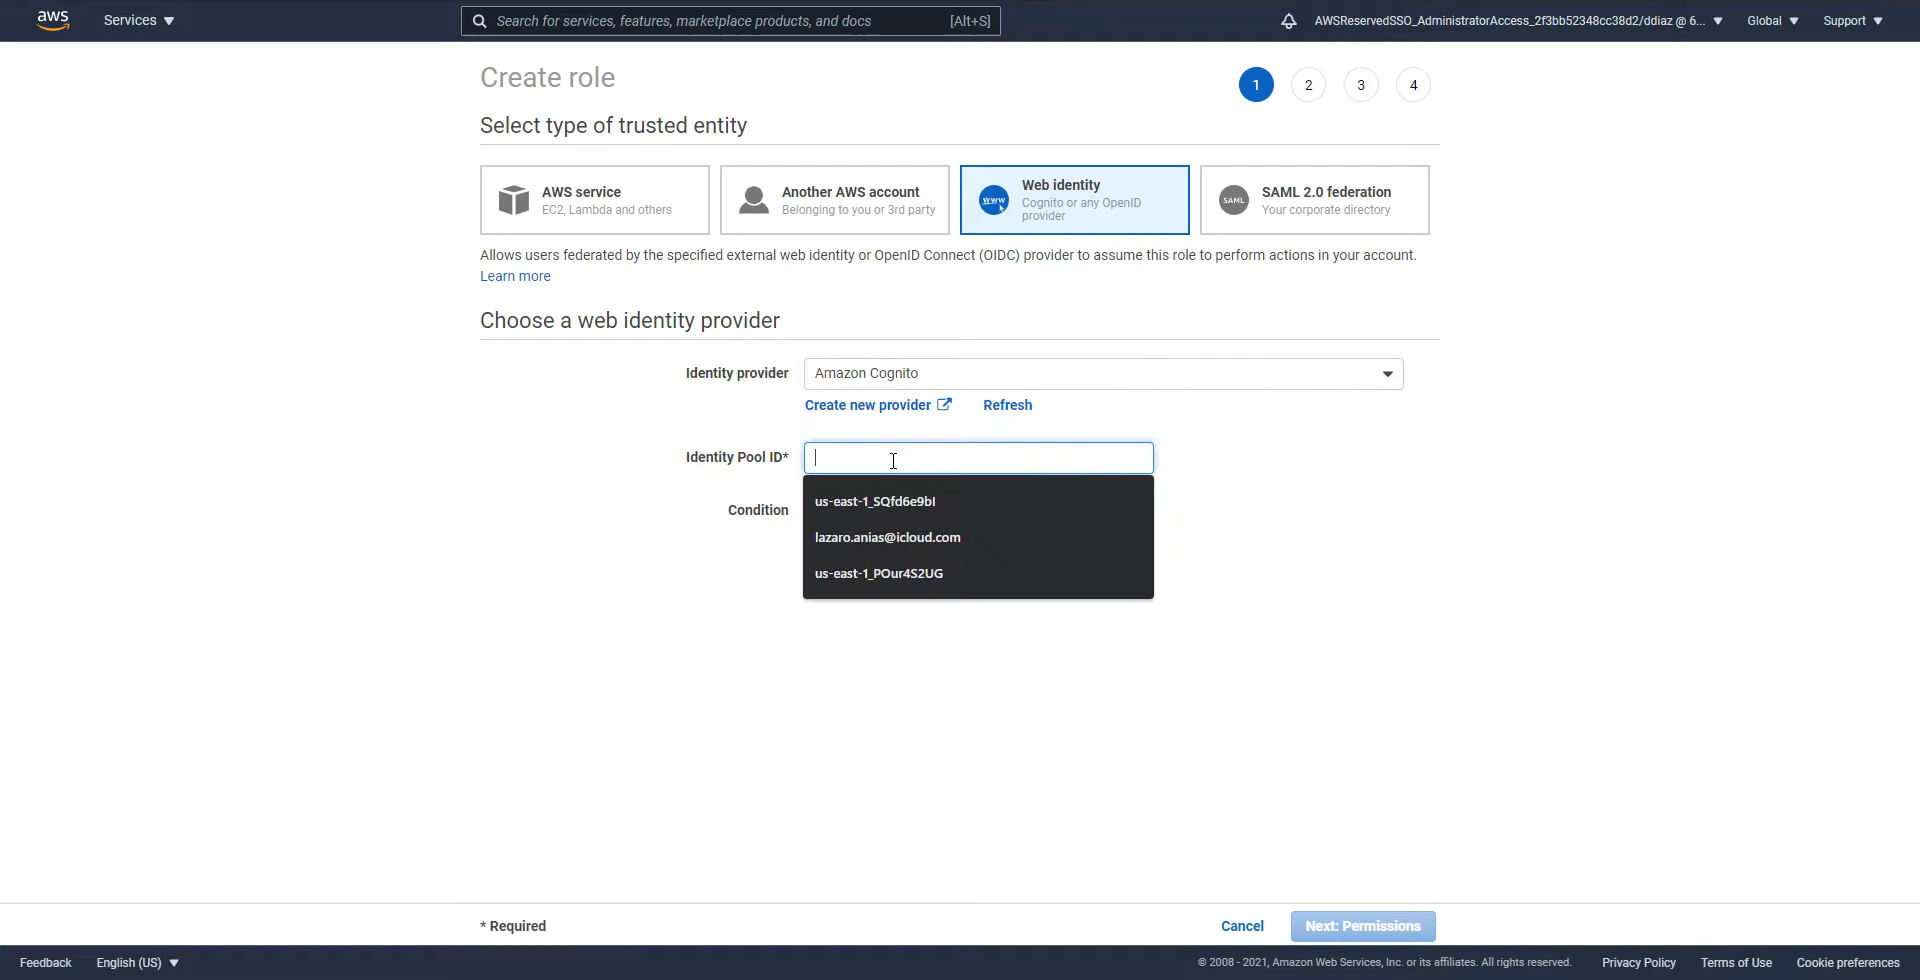 aws
Services
Search for services, features, marketplace products, and docs [Alt+S]
AWSReservedSSO_AdministratorAccess_2f3bb52348cc38d2/ddiaz @ 6...
Global
Support
Create role
1 2 3 4
Select type of trusted entity
AWS service
EC2, Lambda and others
Another AWS account
Belonging to you or 3rd party
www
Web identity
Cognito or any OpenID
provider
SAML
SAML 2.0 federation
Your corporate directory
Allows users federated by the specified external web identity or OpenID Connect (OIDC) provider to assume this role to perform actions in your account.
Learn more
Choose a web identity provider
Identity provider
Amazon Cognito
Create new provider
Refresh
Identity Pool ID*
us-east-1_SQfd6e9bI
lazaro.anias@icloud.com
us-east-1_POur4S2UG
Condition
* Required
Cancel
Next: Permissions
Feedback
English (US)
© 2008 - 2021, Amazon Web Services, Inc. or its affiliates. All rights reserved.
Privacy Policy
Terms of Use
Cookie preferences